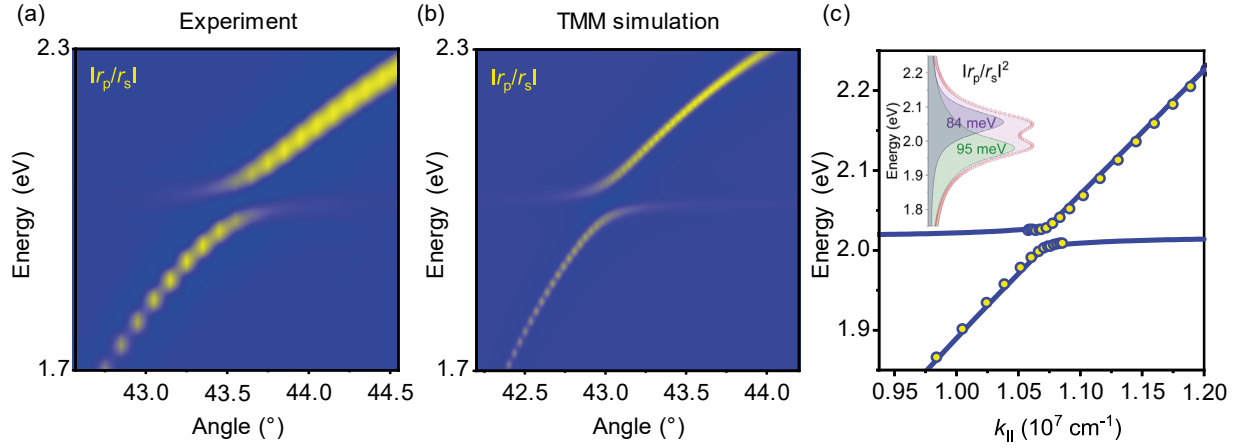 (a)
Experiment
2.3
|rp/rs|
Energy (eV)
1.7
43.0
43.5
44.0
44.5
Angle (°)
(b)
TMM simulation
2.3
|rp/rs|
Energy (eV)
1.7
42.5
43.0
43.5
44.0
Angle (°)
(c)
2.2
2.1
2.0
1.9
Energy (eV)
|rp/rs|2
2.2
2.1
2.0
1.9
1.8
Energy (eV)
84 meV
95 meV
0.95
1.00
1.05
1.10
1.15
1.20
k|| (107 cm-1)